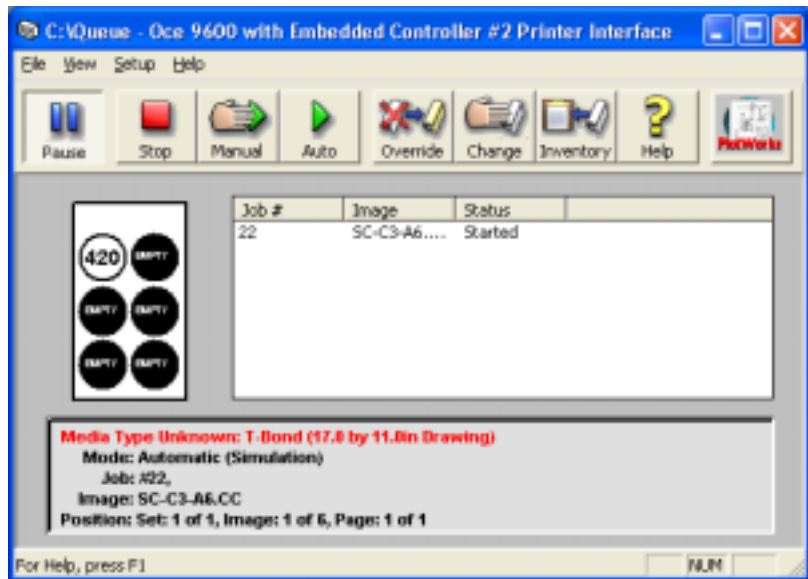 C:\Queue - Oce 9600 with Embedded Controller #2 Printer Interface
File View Setup Help
Pause Stop Manual Auto Override Change Inventory Help PlotWorks
Job # Image Status
22 SC-C3-A6.... Started
420 EMPTY
EMPTY EMPTY
EMPTY EMPTY
Media Type Unknown: T-Bond (17.0 by 11.0in Drawing)
Mode: Automatic (Simulation)
Job: #22,
Image: SC-C3-A6.CC
Position: Set: 1 of 1, Image: 1 of 6, Page: 1 of 1
For Help, press F1 NUM